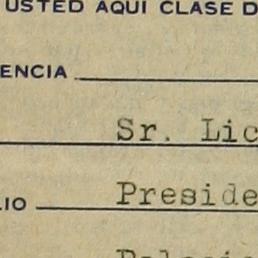 USTED AQUI CLASE D
ENCIA
Sr. Lic
Preside
LIO